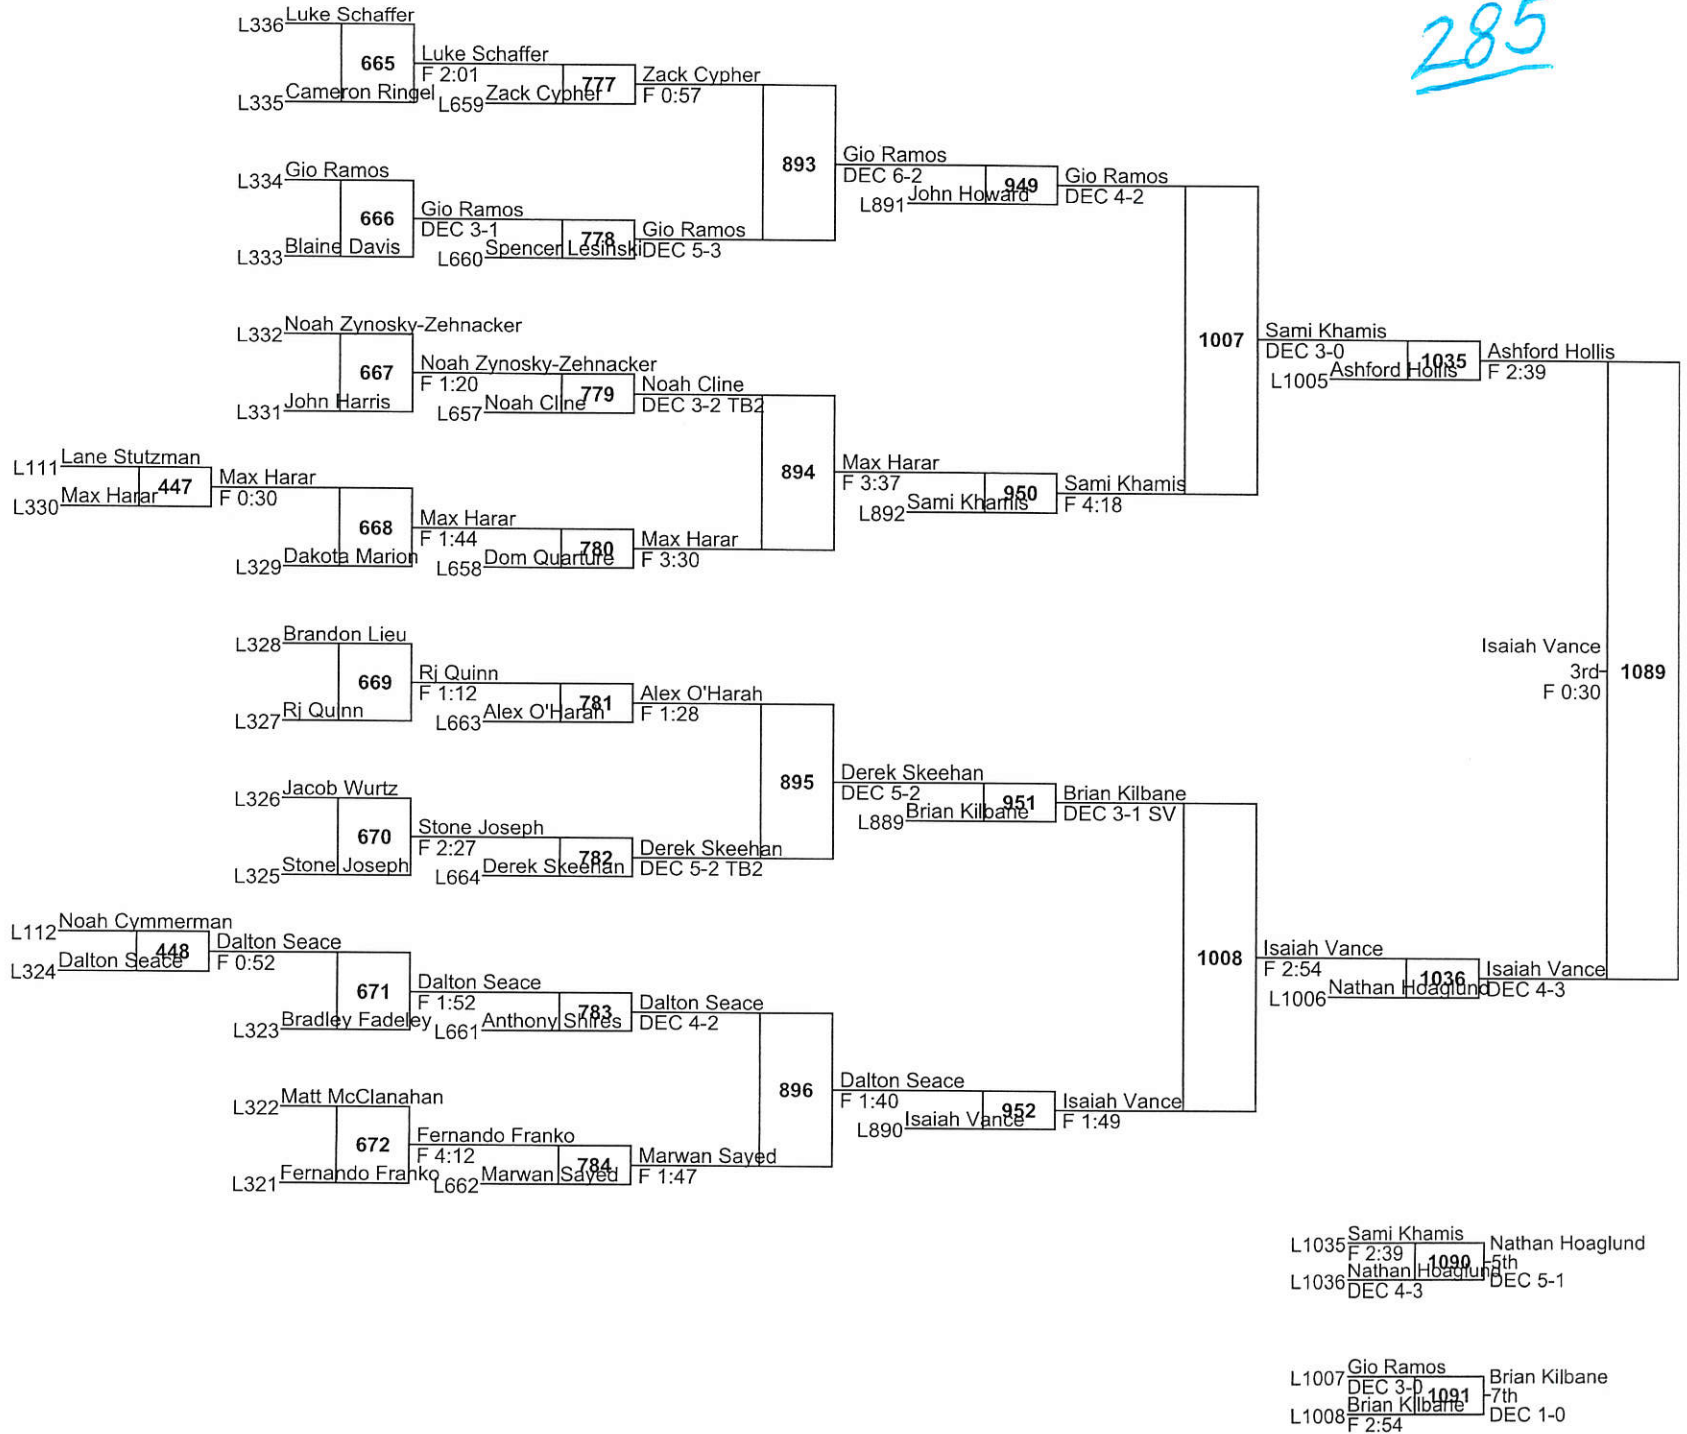 285
L336 Luke Schaffer
665
L335 Cameron Ringel
Luke Schaffer
F 2:01
L659 Zack Cypher
777
Zack Cypher
F 0:57
L334 Gio Ramos
666
L333 Blaine Davis
Gio Ramos
DEC 3-1
L660 Spencer Lesinski
778
Gio Ramos
DEC 5-3
893
Gio Ramos
DEC 6-2
L891 John Howard
949
Gio Ramos
DEC 4-2
L332 Noah Zynosky-Zehnacker
667
L331 John Harris
Noah Zynosky-Zehnacker
F 1:20
L657 Noah Cline
779
Noah Cline
DEC 3-2 TB2
L111 Lane Stutzman
447
L330 Max Harar
Max Harar
F 0:30
668
L329 Dakota Marion
Max Harar
F 1:44
L658 Dom Quarture
780
Max Harar
F 3:30
894
Max Harar
F 3:37
L892 Sami Khamis
950
Sami Khamis
F 4:18
1007
Sami Khamis
DEC 3-0
L1005 Ashford Hollis
1035
Ashford Hollis
F 2:39
L328 Brandon Lieu
669
L327 Rj Quinn
Rj Quinn
F 1:12
L663 Alex O'Harah
781
Alex O'Harah
F 1:28
L326 Jacob Wurtz
670
L325 Stone Joseph
Stone Joseph
F 2:27
L664 Derek Skeehan
782
Derek Skeehan
DEC 5-2 TB2
895
Derek Skeehan
DEC 5-2
L889 Brian Kilbane
951
Brian Kilbane
DEC 3-1 SV
L112 Noah Cymmerman
448
L324 Dalton Seace
Dalton Seace
F 0:52
671
L323 Bradley Fadeley
Dalton Seace
F 1:52
L661 Anthony Shires
783
Dalton Seace
DEC 4-2
L322 Matt McClanahan
672
L321 Fernando Franko
Fernando Franko
F 4:12
L662 Marwan Sayed
784
Marwan Sayed
F 1:47
896
Dalton Seace
F 1:40
L890 Isaiah Vance
952
Isaiah Vance
F 1:49
1008
Isaiah Vance
F 2:54
L1006 Nathan Hoaglund
1036
Isaiah Vance
DEC 4-3
Isaiah Vance
3rd
F 0:30
1089
L1035 Sami Khamis
F 2:39
1090
L1036 Nathan Hoaglund
DEC 4-3
Nathan Hoaglund
5th
DEC 5-1
L1007 Gio Ramos
DEC 3-0
1091
L1008 Brian Kilbane
F 2:54
Brian Kilbane
7th
DEC 1-0